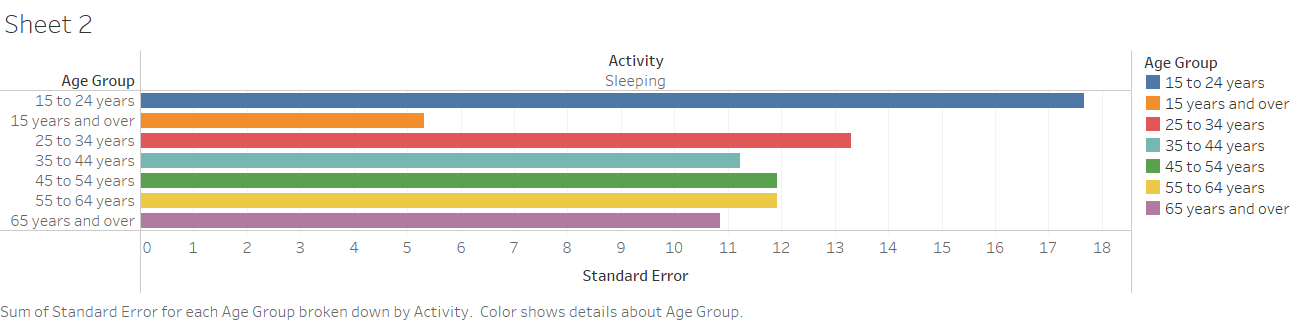 Sheet 2
Activity
Age Group
Sleeping
15 to 24 years
15 years and over
25 to 34 years
35 to 44 years
45 to 54 years
55 to 64 years
65 years and over
0 1 2 3 4 5 6 7 8 9 10 11 12 13 14 15 16 17 18
Standard Error
Age Group
15 to 24 years
15 years and over
25 to 34 years
35 to 44 years
45 to 54 years
55 to 64 years
65 years and over
Sum of Standard Error for each Age Group broken down by Activity.  Color shows details about Age Group.